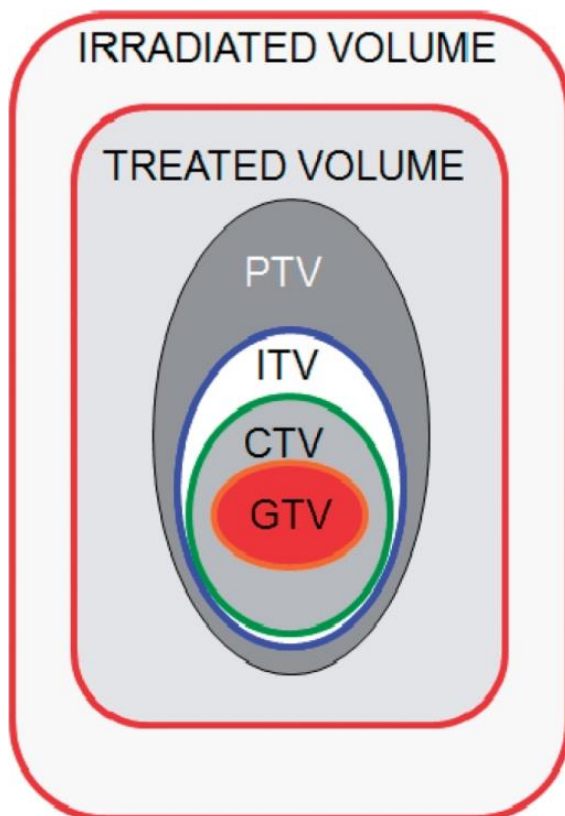 IRRADIATED VOLUME
TREATED VOLUME
PTV
ITV
CTV
GTV